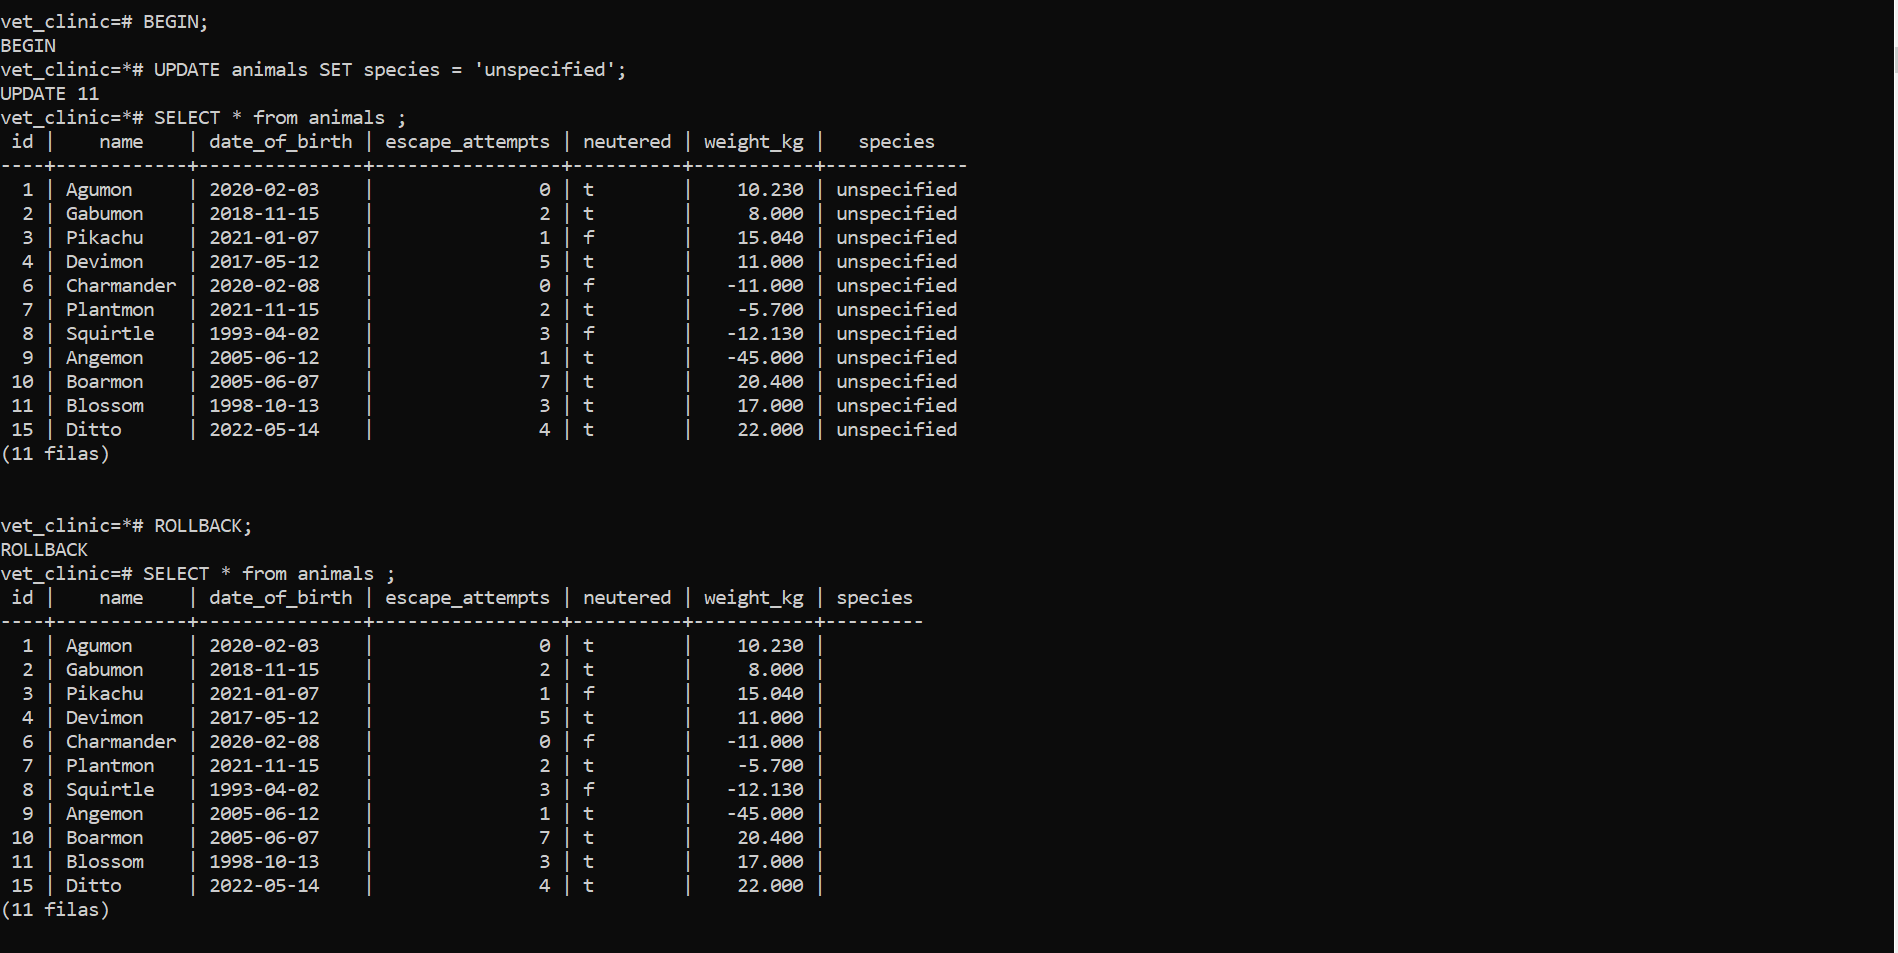 vet_clinic=# BEGIN;
BEGIN
vet_clinic=*# UPDATE animals SET species = 'unspecified';
UPDATE 11
vet_clinic=*# SELECT * from animals ;
 id |    name    | date_of_birth | escape_attempts | neutered | weight_kg |   species
----+------------+---------------+-----------------+----------+-----------+-------------
  1 | Agumon     | 2020-02-03    |               0 | t        |    10.230 | unspecified
  2 | Gabumon    | 2018-11-15    |               2 | t        |     8.000 | unspecified
  3 | Pikachu    | 2021-01-07    |               1 | f        |    15.040 | unspecified
  4 | Devimon    | 2017-05-12    |               5 | t        |    11.000 | unspecified
  6 | Charmander | 2020-02-08    |               0 | f        |   -11.000 | unspecified
  7 | Plantmon   | 2021-11-15    |               2 | t        |    -5.700 | unspecified
  8 | Squirtle   | 1993-04-02    |               3 | f        |   -12.130 | unspecified
  9 | Angemon    | 2005-06-12    |               1 | t        |   -45.000 | unspecified
 10 | Boarmon    | 2005-06-07    |               7 | t        |    20.400 | unspecified
 11 | Blossom    | 1998-10-13    |               3 | t        |    17.000 | unspecified
 15 | Ditto      | 2022-05-14    |               4 | t        |    22.000 | unspecified
(11 filas)
vet_clinic=*# ROLLBACK;
ROLLBACK
vet_clinic=# SELECT * from animals ;
 id |    name    | date_of_birth | escape_attempts | neutered | weight_kg | species
----+------------+---------------+-----------------+----------+-----------+---------
  1 | Agumon     | 2020-02-03    |               0 | t        |    10.230 |
  2 | Gabumon    | 2018-11-15    |               2 | t        |     8.000 |
  3 | Pikachu    | 2021-01-07    |               1 | f        |    15.040 |
  4 | Devimon    | 2017-05-12    |               5 | t        |    11.000 |
  6 | Charmander | 2020-02-08    |               0 | f        |   -11.000 |
  7 | Plantmon   | 2021-11-15    |               2 | t        |    -5.700 |
  8 | Squirtle   | 1993-04-02    |               3 | f        |   -12.130 |
  9 | Angemon    | 2005-06-12    |               1 | t        |   -45.000 |
 10 | Boarmon    | 2005-06-07    |               7 | t        |    20.400 |
 11 | Blossom    | 1998-10-13    |               3 | t        |    17.000 |
 15 | Ditto      | 2022-05-14    |               4 | t        |    22.000 |
(11 filas)